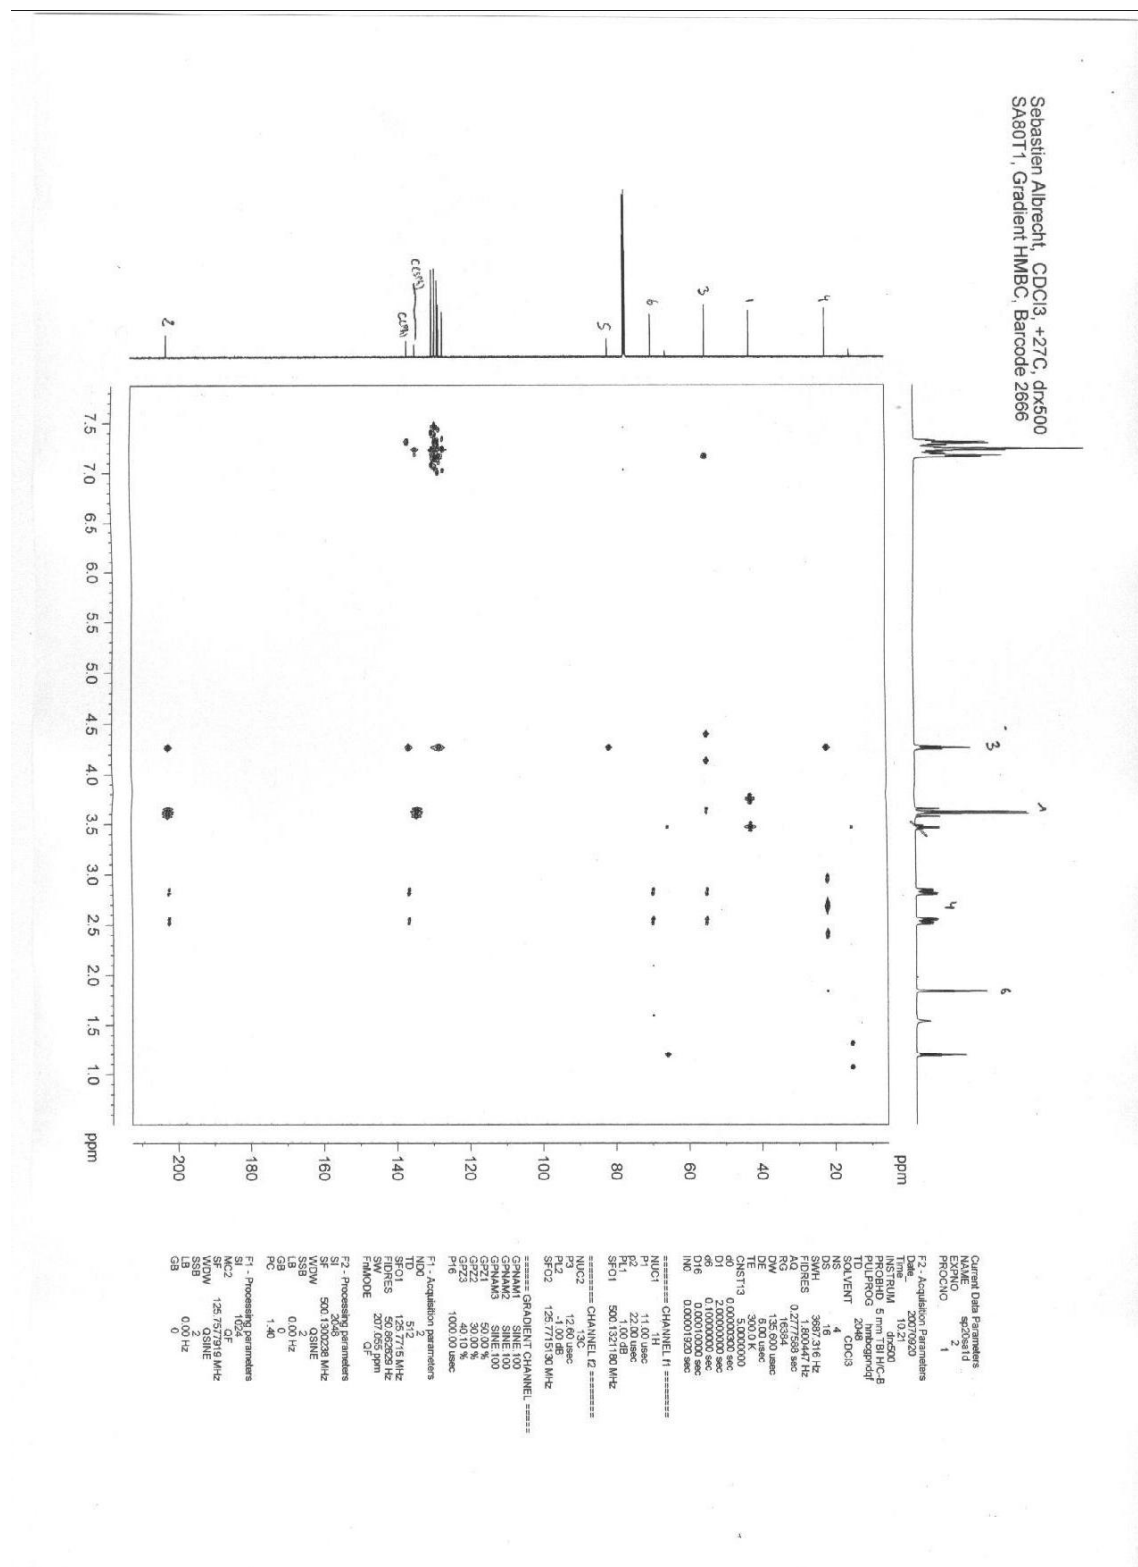 Sebastien Albrecht, CDCl3, +27C, drx500
SA80T1, Gradient HMBC, Barcode 2666
2
C(Ph)
C(SPh)
5
6
3
1
4
3
1
4
6
7.5
7.0
6.5
6.0
5.5
5.0
4.5
4.0
3.5
3.0
2.5
2.0
1.5
1.0
ppm
200
180
160
140
120
100
80
60
40
20
ppm
Current Data Parameters
NAME sp20sa1d
EXPNO 2
PROCNO 1
F2 - Acquisition Parameters
Date_ 20070920
Time 10.21
INSTRUM drx500
PROBHD 5 mm TBI H/C-B
PULPROG hmbcgpndqf
TD 2048
SOLVENT CDCl3
NS 4
DS 16
SWH 3687.316 Hz
FIDRES 1.800447 Hz
AQ 0.2777588 sec
RG 16384
DW 135.600 usec
DE 6.00 usec
TE 300.0 K
CNST13 5.0000000
d0 0.00000300 sec
D1 2.00000000 sec
d6 0.10000000 sec
D16 0.00010000 sec
IN0 0.00001920 sec
======== CHANNEL f1 ========
NUC1 1H
P1 11.00 usec
p2 22.00 usec
PL1 1.00 dB
SFO1 500.1321180 MHz
======== CHANNEL f2 ========
NUC2 13C
P3 12.60 usec
PL2 -1.00 dB
SFO2 125.7715130 MHz
====== GRADIENT CHANNEL =====
GPNAM1 SINE.100
GPNAM2 SINE.100
GPNAM3 SINE.100
GPZ1 50.00 %
GPZ2 30.00 %
GPZ3 40.10 %
P16 1000.00 usec
F1 - Acquisition parameters
ND0 2
TD 512
SFO1 125.7715 MHz
FIDRES 50.862629 Hz
SW 207.055 ppm
FnMODE QF
F2 - Processing parameters
SI 2048
SF 500.1300238 MHz
WDW QSINE
SSB 2
LB 0.00 Hz
GB 0
PC 1.40
F1 - Processing parameters
SI 1024
MC2 QF
SF 125.7577919 MHz
WDW QSINE
SSB 2
LB 0.00 Hz
GB 0